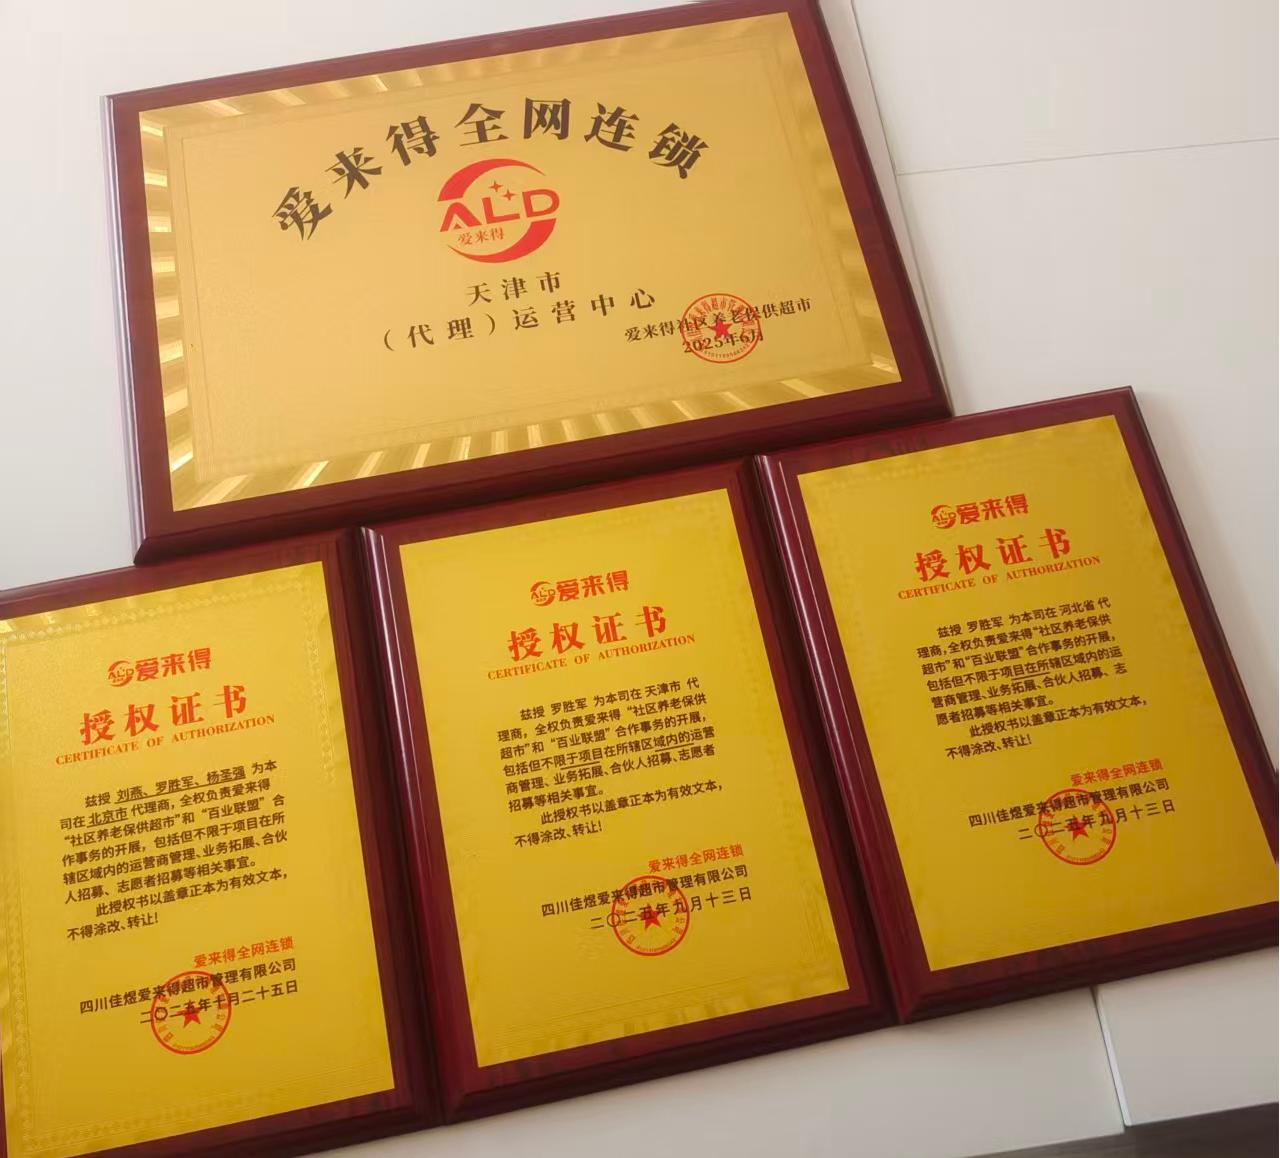 爱来得全网连锁
ALD
爱来得
天津市
（代理）运营中心
爱来得社区养老保供超市
2025年6月
ALD爱来得
授权证书
CERTIFICATE OF AUTHORIZATION
兹授 刘燕、罗胜军、杨圣强 为本
司在 北京市 代理商，全权负责爱来得
“社区养老保供超市”和“百业联盟”合
作事务的开展，包括但不限于项目在所
辖区域内的运营商管理、业务拓展、合伙
人招募、志愿者招募等相关事宜。
此授权书以盖章正本为有效文本，
不得涂改、转让！
爱来得全网连锁
四川佳煜爱来得超市管理有限公司
二〇二五年十月二十五日
ALD爱来得
授权证书
CERTIFICATE OF AUTHORIZATION
兹授 罗胜军 为本司在 天津市 代
理商，全权负责爱来得“社区养老保供
超市”和“百业联盟”合作事务的开展，
包括但不限于项目在所辖区域内的运营
商管理、业务拓展、合伙人招募、志愿者
招募等相关事宜。
此授权书以盖章正本为有效文本，
不得涂改、转让！
爱来得全网连锁
四川佳煜爱来得超市管理有限公司
二〇二五年九月十三日
ALD爱来得
授权证书
CERTIFICATE OF AUTHORIZATION
兹授 罗胜军 为本司在 河北省 代
理商，全权负责爱来得“社区养老保供
超市”和“百业联盟”合作事务的开展，
包括但不限于项目在所辖区域内的运
营商管理、业务拓展、合伙人招募、志
愿者招募等相关事宜。
此授权书以盖章正本为有效文本，
不得涂改、转让！
爱来得全网连锁
四川佳煜爱来得超市管理有限公司
二〇二五年九月十三日